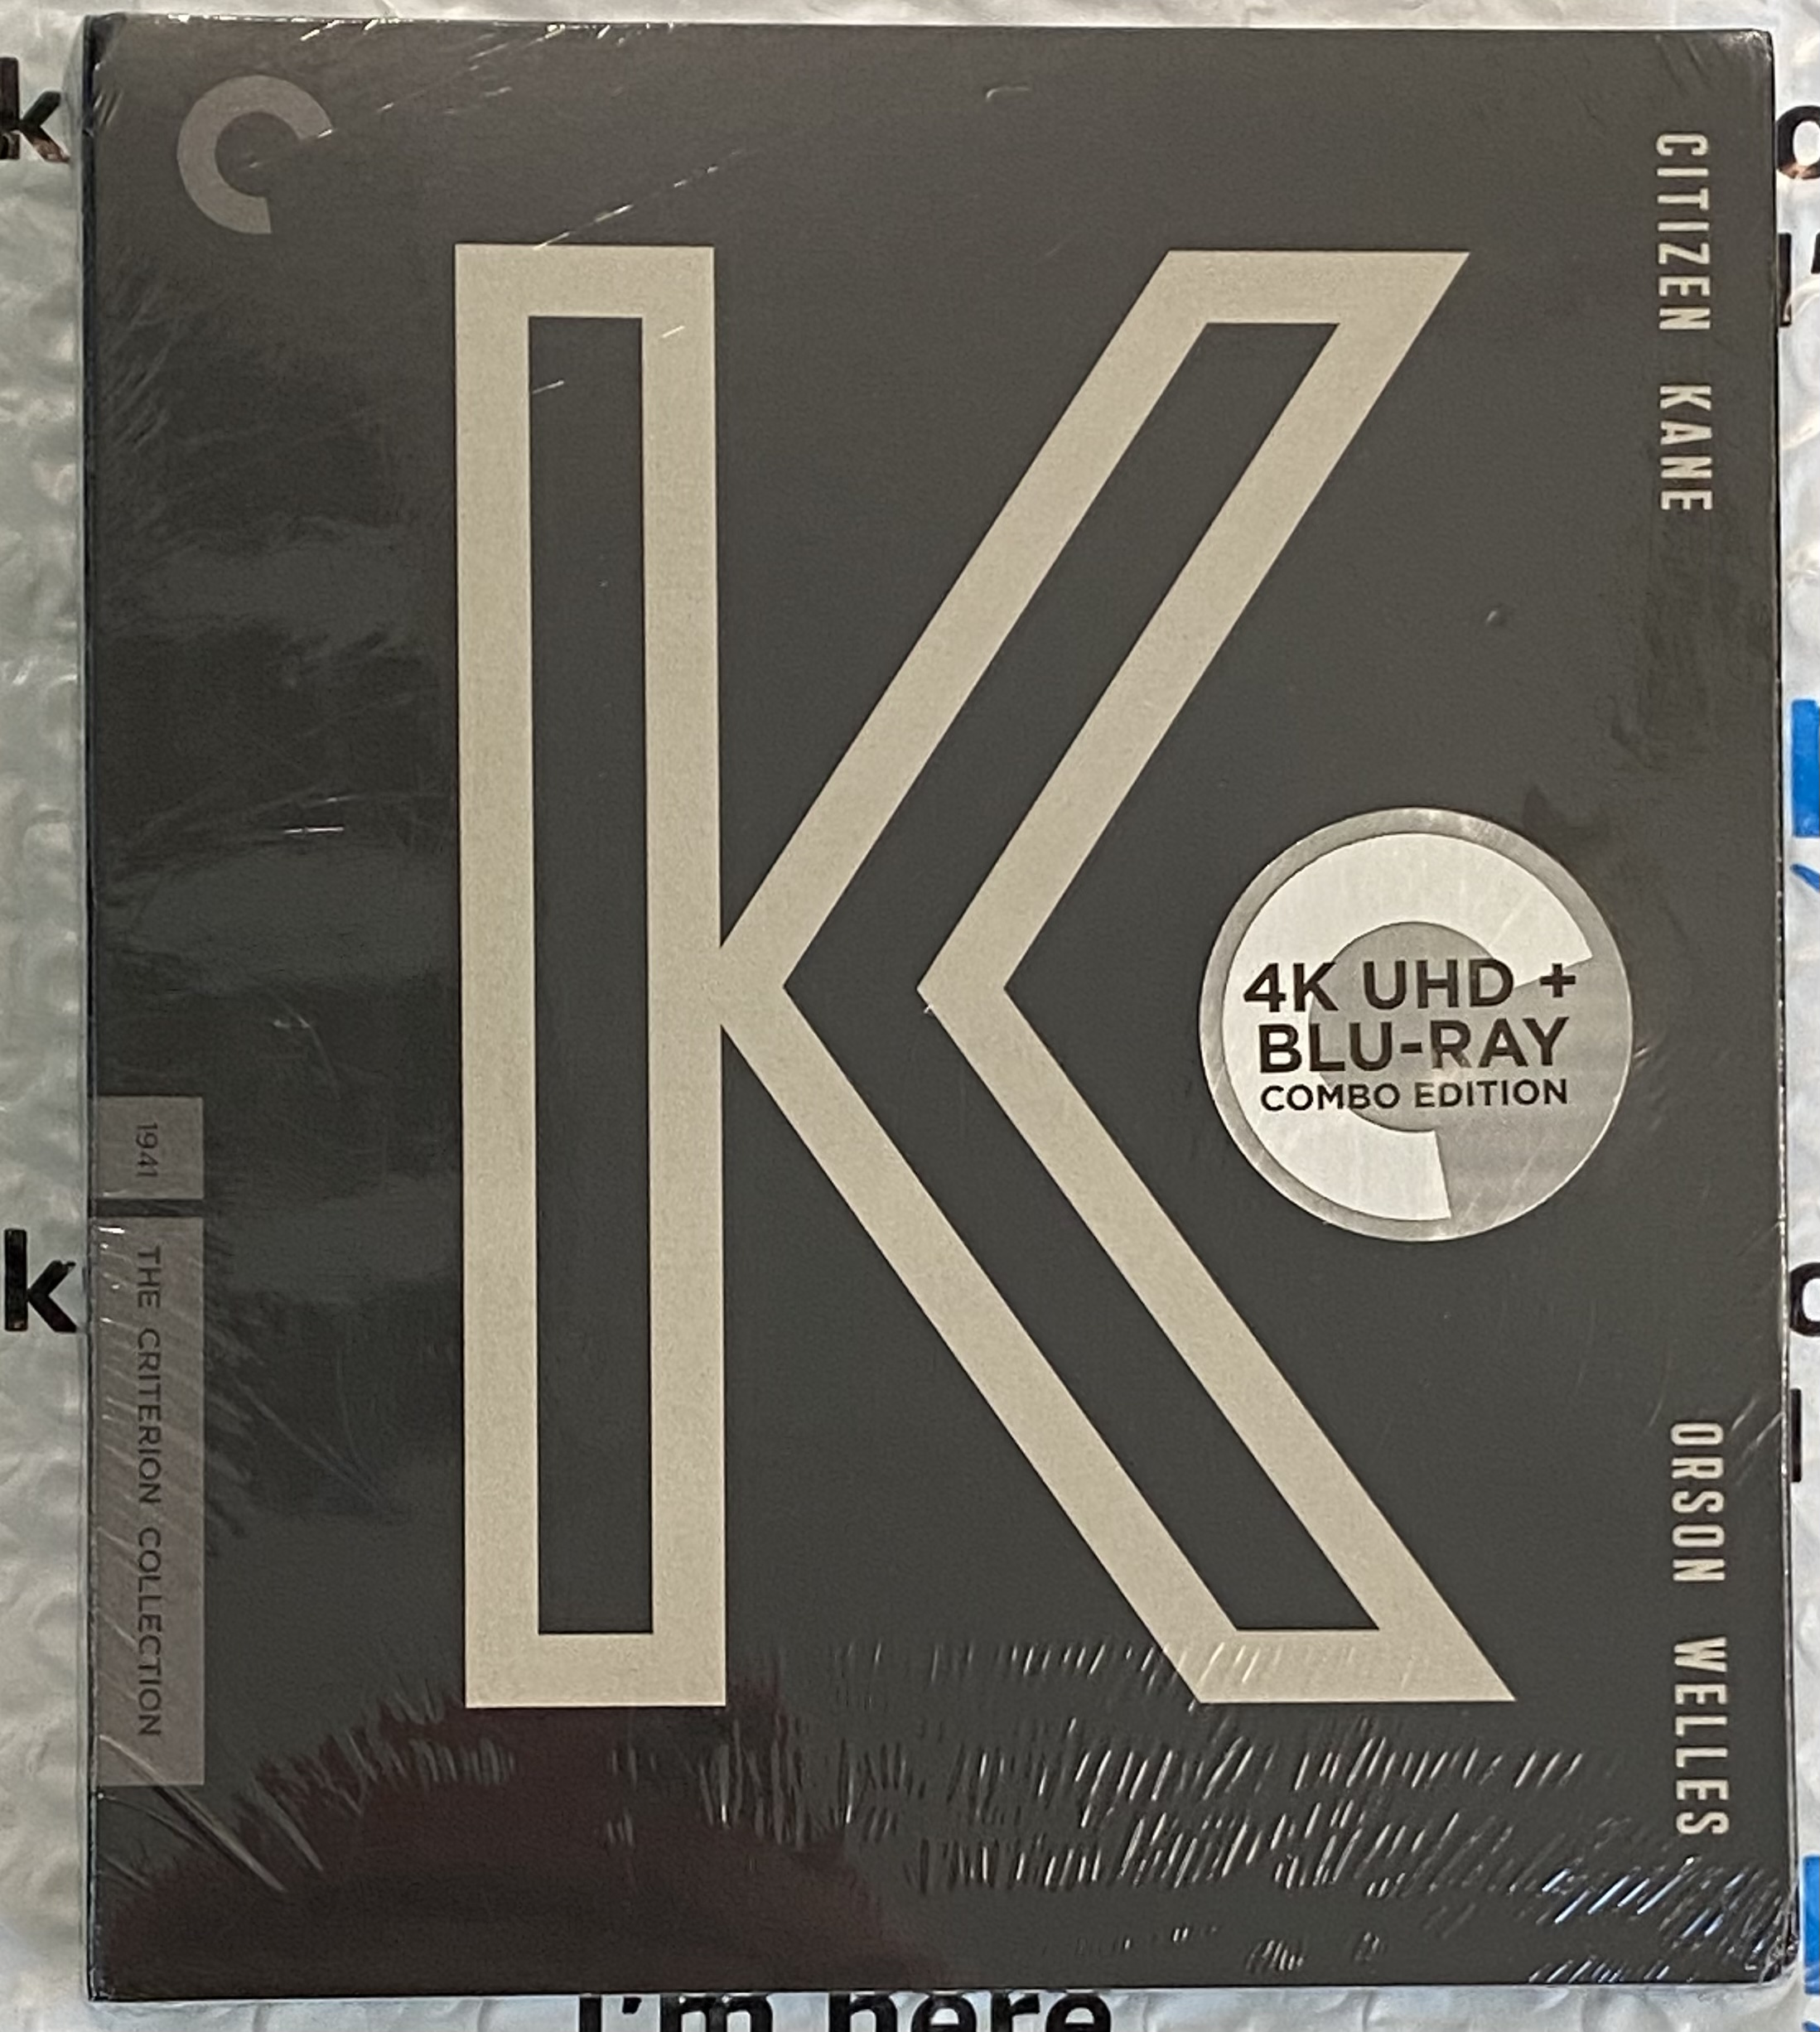 CITIZEN KANE
K
4K UHD +
BLU-RAY
COMBO EDITION
1941
THE CRITERION COLLECTION
ORSON WELLES
k
k
I'm here